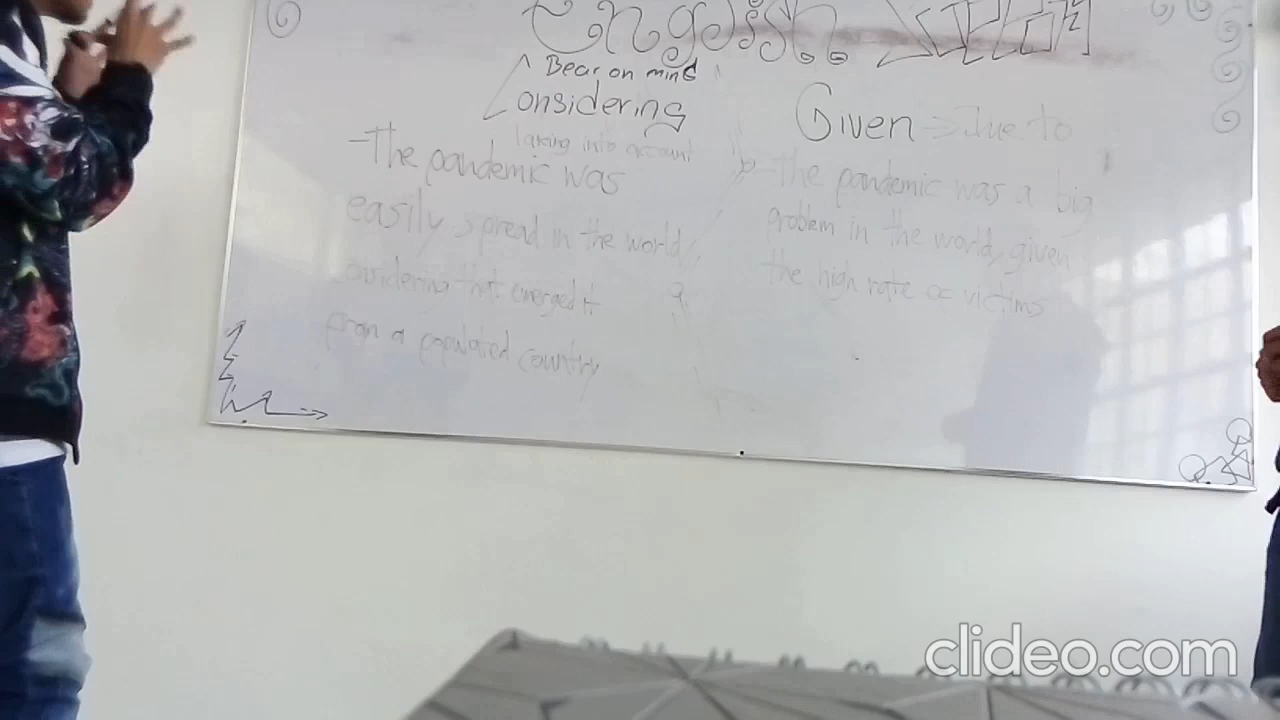 English
Bear on mind
Considering
taking into account
-The pandemic was
easily spread in the world,
considering that emerged it
from a populated country
Given => Due to
-The pandemic was a big
problem in the world, given
the high rate of victims
clideo.com